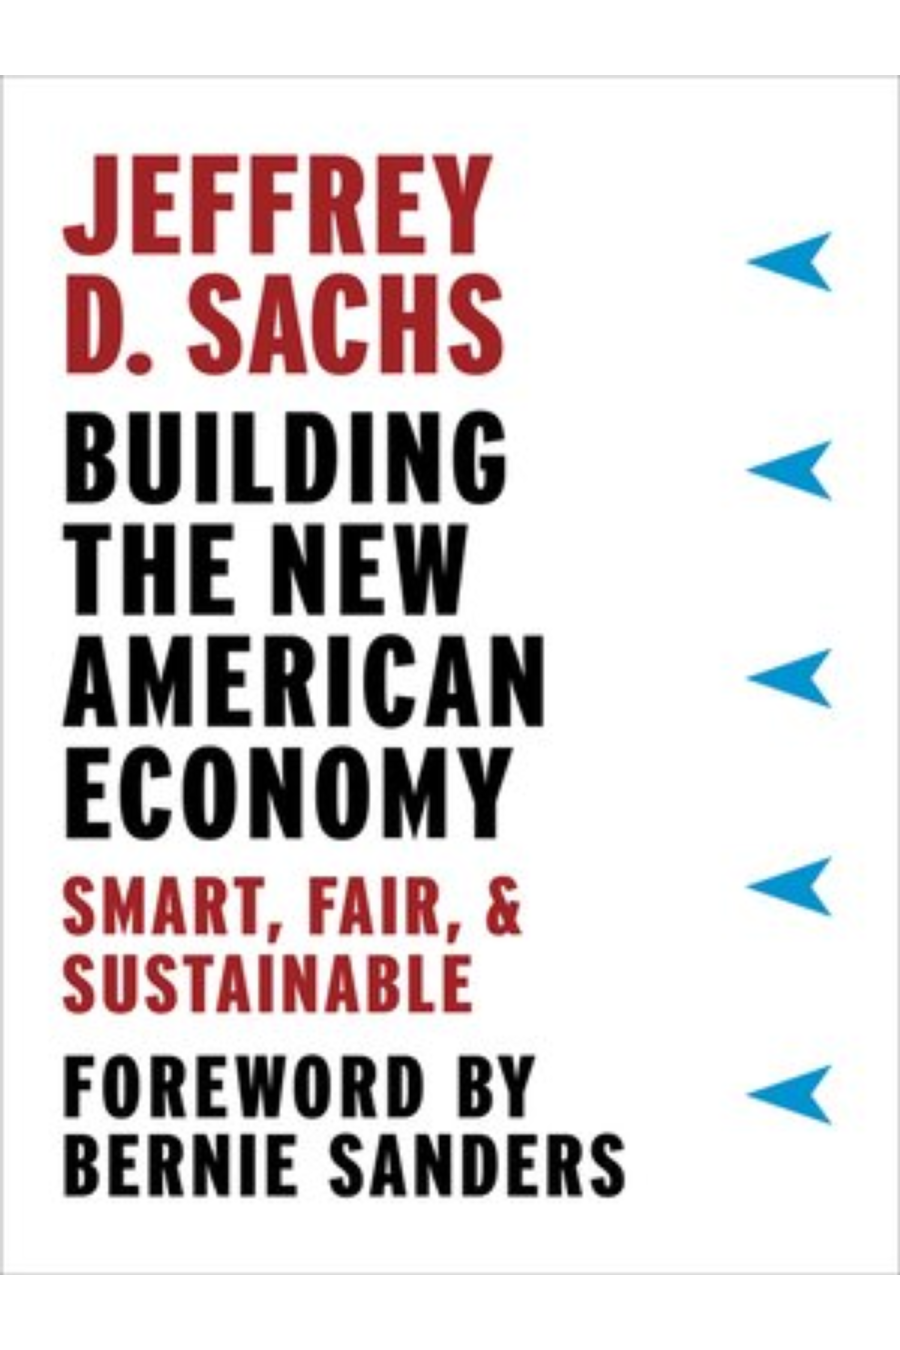 JEFFREY
D. SACHS
BUILDING
THE NEW
AMERICAN
ECONOMY
SMART, FAIR, &
SUSTAINABLE
FOREWORD BY
BERNIE SANDERS